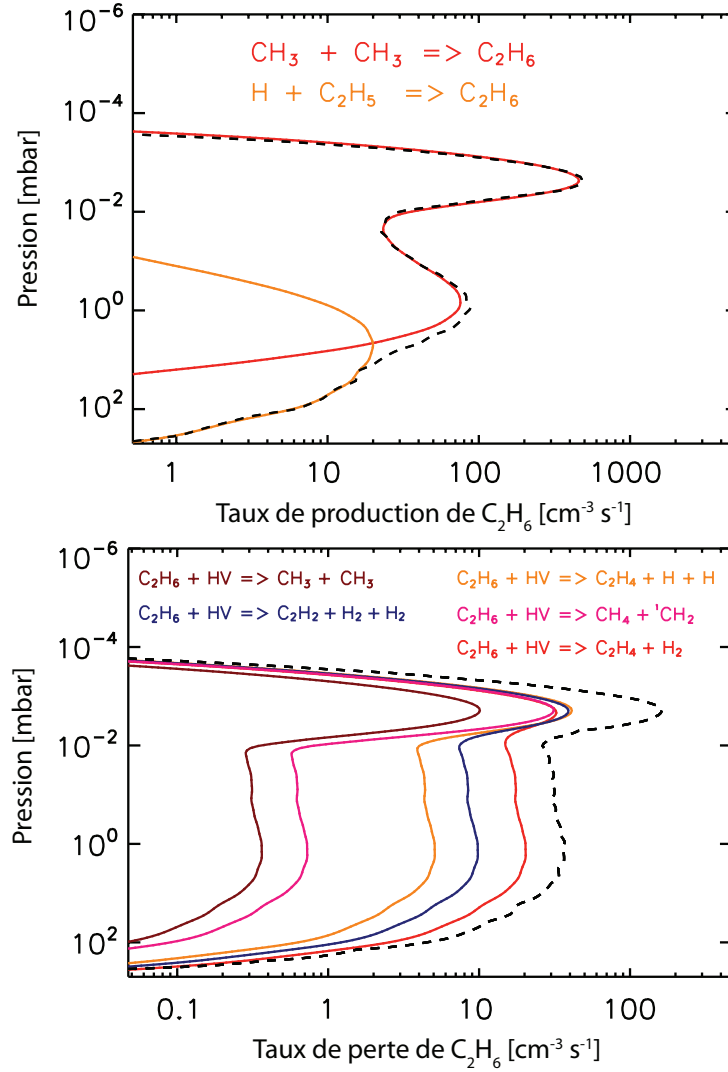 10⁻⁶
CH₃ + CH₃ => C₂H₆
H + C₂H₅ => C₂H₆
10⁻⁴
10⁻²
10⁰
10²
Pression [mbar]
1 10 100 1000
Taux de production de C₂H₆ [cm⁻³ s⁻¹]
10⁻⁶
C₂H₆ + HV => CH₃ + CH₃ C₂H₆ + HV => C₂H₄ + H + H
C₂H₆ + HV => C₂H₂ + H₂ + H₂ C₂H₆ + HV => CH₄ + ¹CH₂
C₂H₆ + HV => C₂H₄ + H₂
10⁻⁴
10⁻²
10⁰
10²
Pression [mbar]
0.1 1 10 100
Taux de perte de C₂H₆ [cm⁻³ s⁻¹]